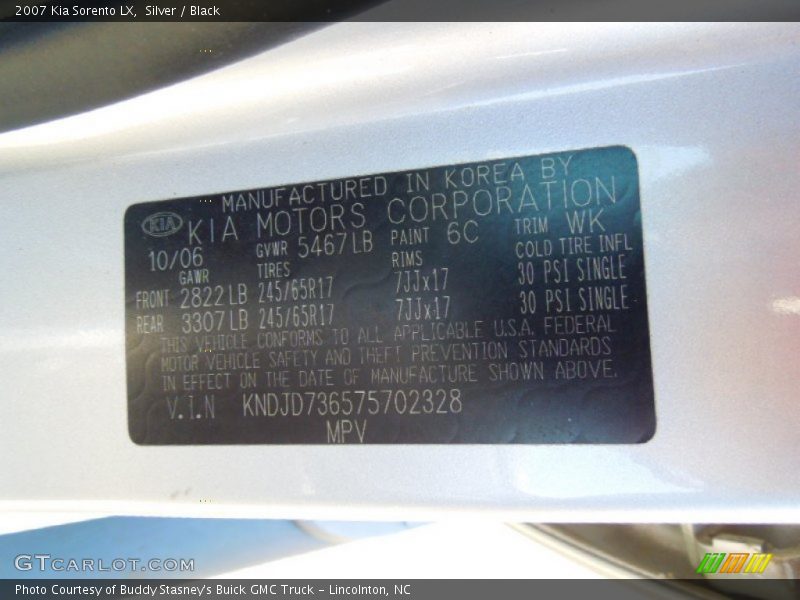 2007 Kia Sorento LX, Silver / Black
MANUFACTURED IN KOREA BY
KIA KIA MOTORS CORPORATION
10/06 GVWR 5467LB PAINT 6C TRIM WK
GAWR TIRES RIMS COLD TIRE INFL
FRONT 2822LB 245/65R17 7JJx17 30 PSI SINGLE
REAR 3307LB 245/65R17 7JJx17 30 PSI SINGLE
THIS VEHICLE CONFORMS TO ALL APPLICABLE U.S.A. FEDERAL
MOTOR VEHICLE SAFETY AND THEFT PREVENTION STANDARDS
IN EFFECT ON THE DATE OF MANUFACTURE SHOWN ABOVE.
V.I.N KNDJD736575702328
MPV
GTCarLot.com
Photo Courtesy of Buddy Stasney's Buick GMC Truck - Lincolnton, NC